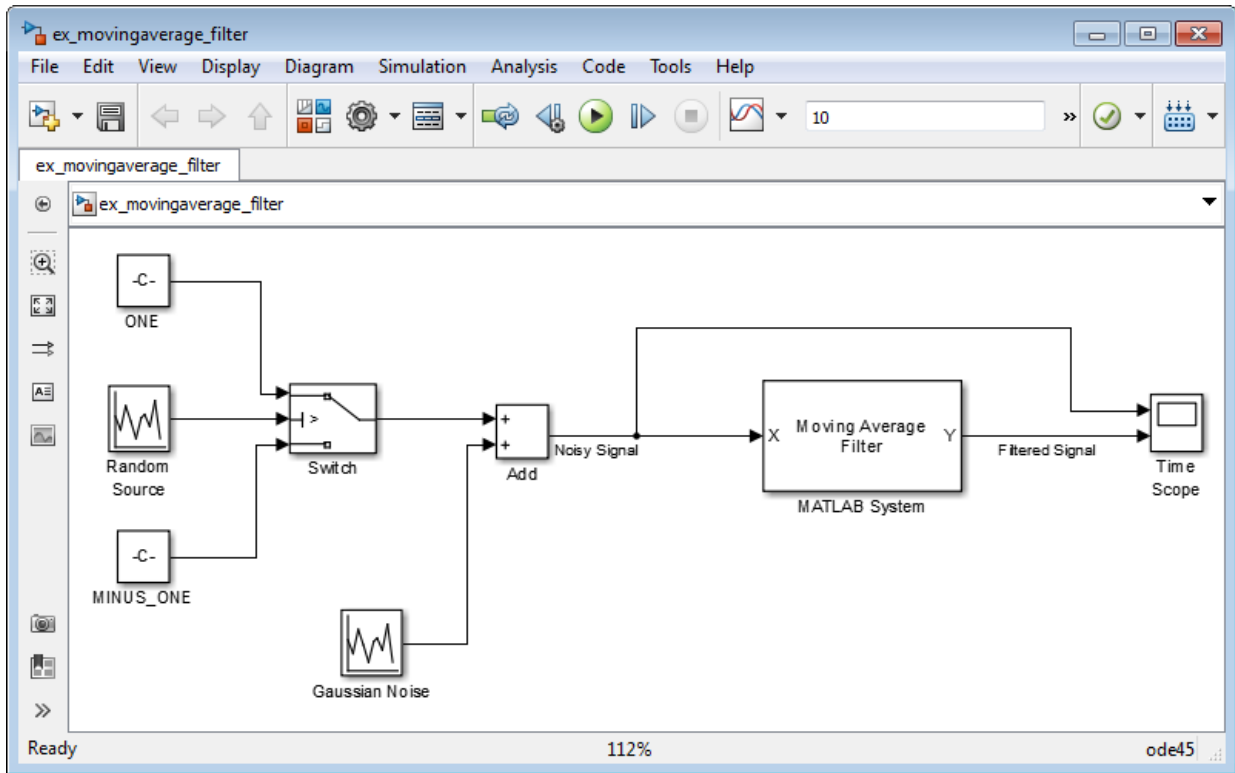 ex_movingaverage_filter
File Edit View Display Diagram Simulation Analysis Code Tools Help
10 »
ex_movingaverage_filter
ex_movingaverage_filter
-C-
ONE
Random
Source
>
Switch
-C-
MINUS_ONE
Gaussian Noise
+
+
Add
Noisy Signal
X Moving Average Y
Filter
MATLAB System
Filtered Signal
Time
Scope
Ready 112% ode45